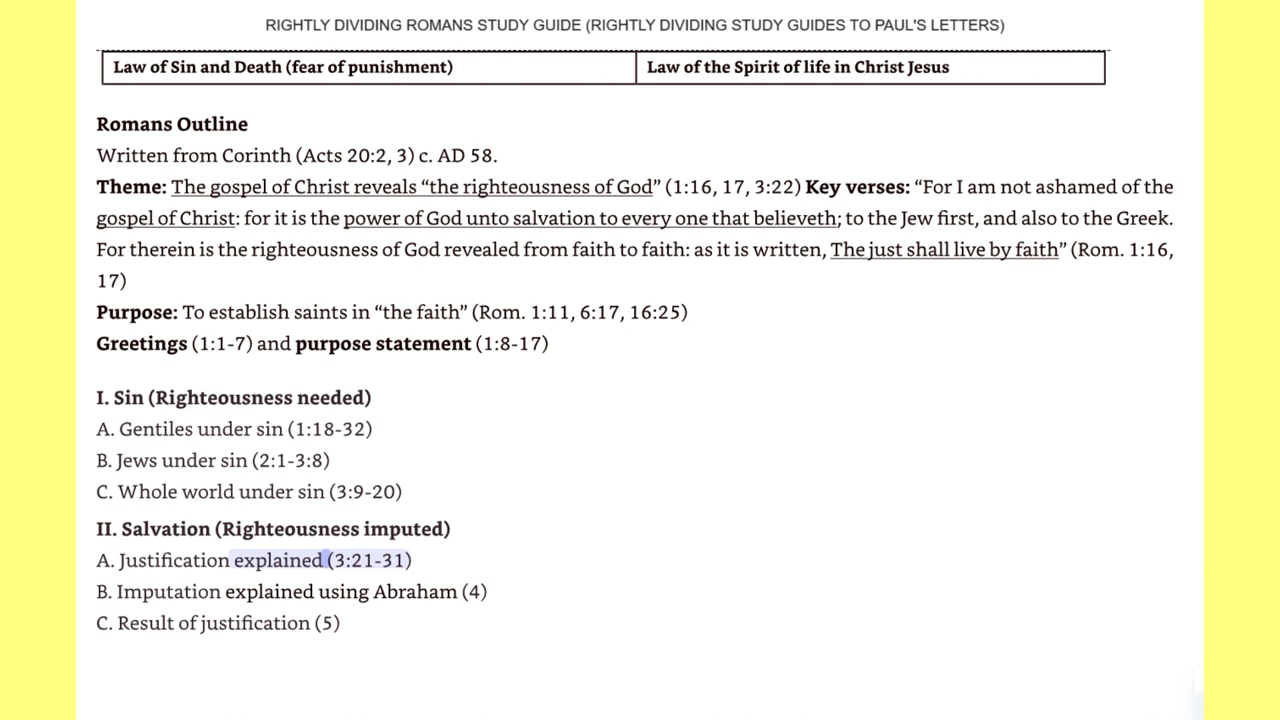 RIGHTLY DIVIDING ROMANS STUDY GUIDE (RIGHTLY DIVIDING STUDY GUIDES TO PAUL'S LETTERS)
Law of Sin and Death (fear of punishment) Law of the Spirit of life in Christ Jesus
Romans Outline
Written from Corinth (Acts 20:2, 3) c. AD 58.
Theme: The gospel of Christ reveals “the righteousness of God” (1:16, 17, 3:22) Key verses: “For I am not ashamed of the
gospel of Christ: for it is the power of God unto salvation to every one that believeth; to the Jew first, and also to the Greek.
For therein is the righteousness of God revealed from faith to faith: as it is written, The just shall live by faith” (Rom. 1:16,
17)
Purpose: To establish saints in “the faith” (Rom. 1:11, 6:17, 16:25)
Greetings (1:1-7) and purpose statement (1:8-17)
I. Sin (Righteousness needed)
A. Gentiles under sin (1:18-32)
B. Jews under sin (2:1-3:8)
C. Whole world under sin (3:9-20)
II. Salvation (Righteousness imputed)
A. Justification explained (3:21-31)
B. Imputation explained using Abraham (4)
C. Result of justification (5)